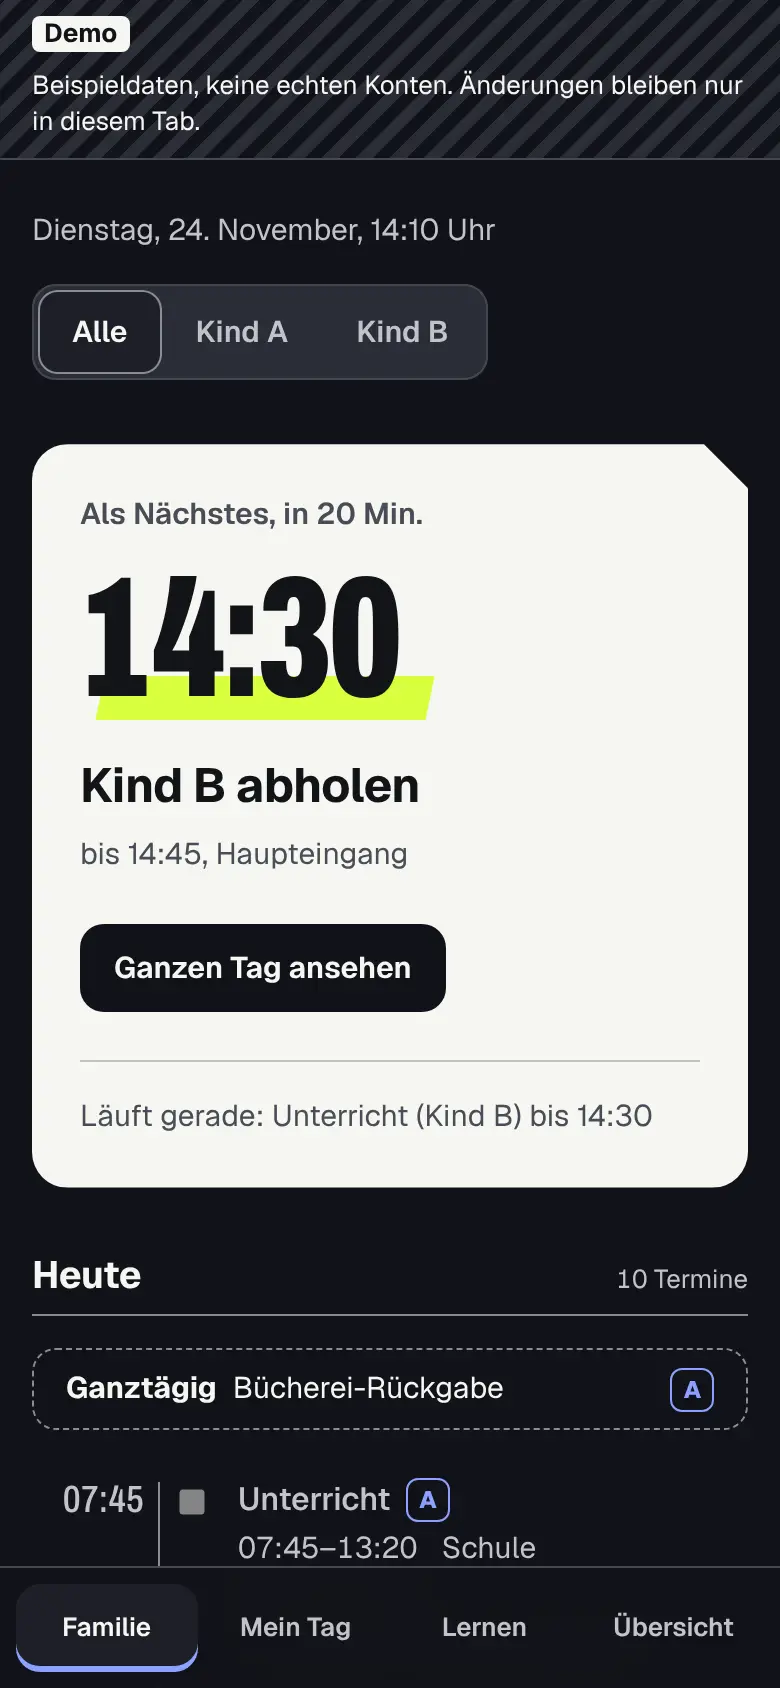 Demo
Beispieldaten, keine echten Konten. Änderungen bleiben nur
in diesem Tab.
Dienstag, 24. November, 14:10 Uhr
Alle Kind A Kind B
Als Nächstes, in 20 Min.
14:30
Kind B abholen
bis 14:45, Haupteingang
Ganzen Tag ansehen
Läuft gerade: Unterricht (Kind B) bis 14:30
Heute 10 Termine
Ganztägig Bücherei-Rückgabe A
07:45 Unterricht A
07:45–13:20 Schule
Familie Mein Tag Lernen Übersicht